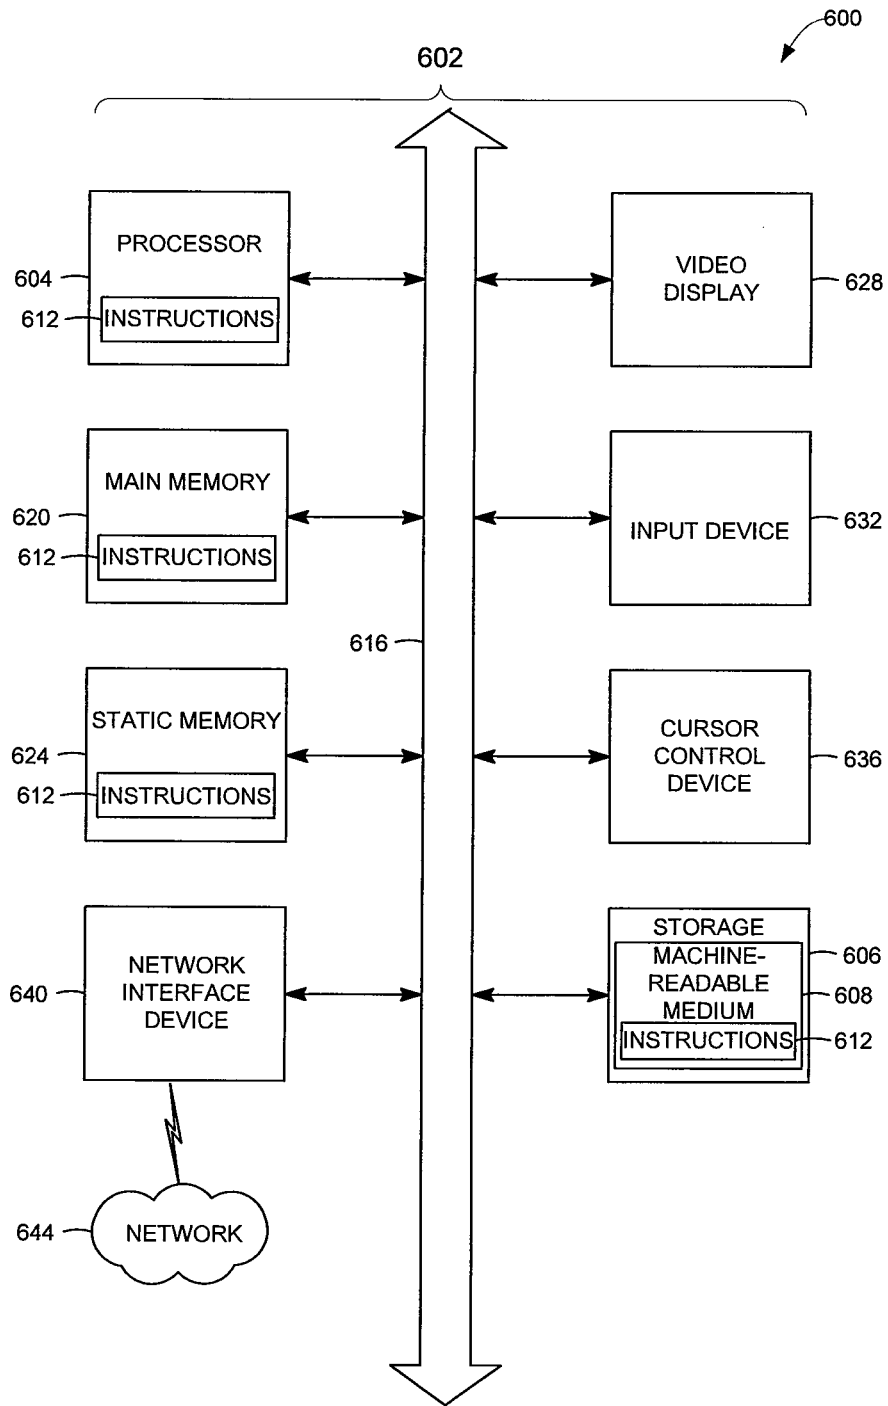 600
602
PROCESSOR
604
612
INSTRUCTIONS
VIDEO
DISPLAY
628
MAIN MEMORY
620
612
INSTRUCTIONS
INPUT DEVICE
632
616
STATIC MEMORY
624
612
INSTRUCTIONS
CURSOR
CONTROL
DEVICE
636
NETWORK
INTERFACE
DEVICE
640
STORAGE
MACHINE-
READABLE
MEDIUM
INSTRUCTIONS
606
608
612
644
NETWORK